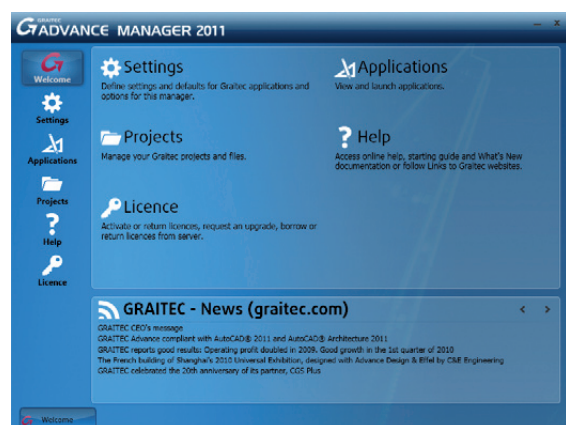 GRAITEC
ADVANCE MANAGER 2011
Welcome
Settings
Applications
Projects
Help
Licence
Settings
Define settings and defaults for Graitec applications and
options for this manager.
Applications
View and launch applications.
Projects
Manage your Graitec projects and files.
Help
Access online help, starting guide and What's New
documentation or follow Links to Graitec websites.
Licence
Activate or return licences, request an upgrade, borrow or
return licences from server.
GRAITEC - News (graitec.com)
GRAITEC CEO's message
GRAITEC Advance compliant with AutoCAD® 2011 and AutoCAD® Architecture 2011
GRAITEC reports good results: Operating profit doubled in 2009. Good growth in the 1st quarter of 2010
The French building of Shanghai's 2010 Universal Exhibition, designed with Advance Design & Effel by C&E Engineering
GRAITEC celebrated the 20th anniversary of its partner, CGS Plus
Welcome